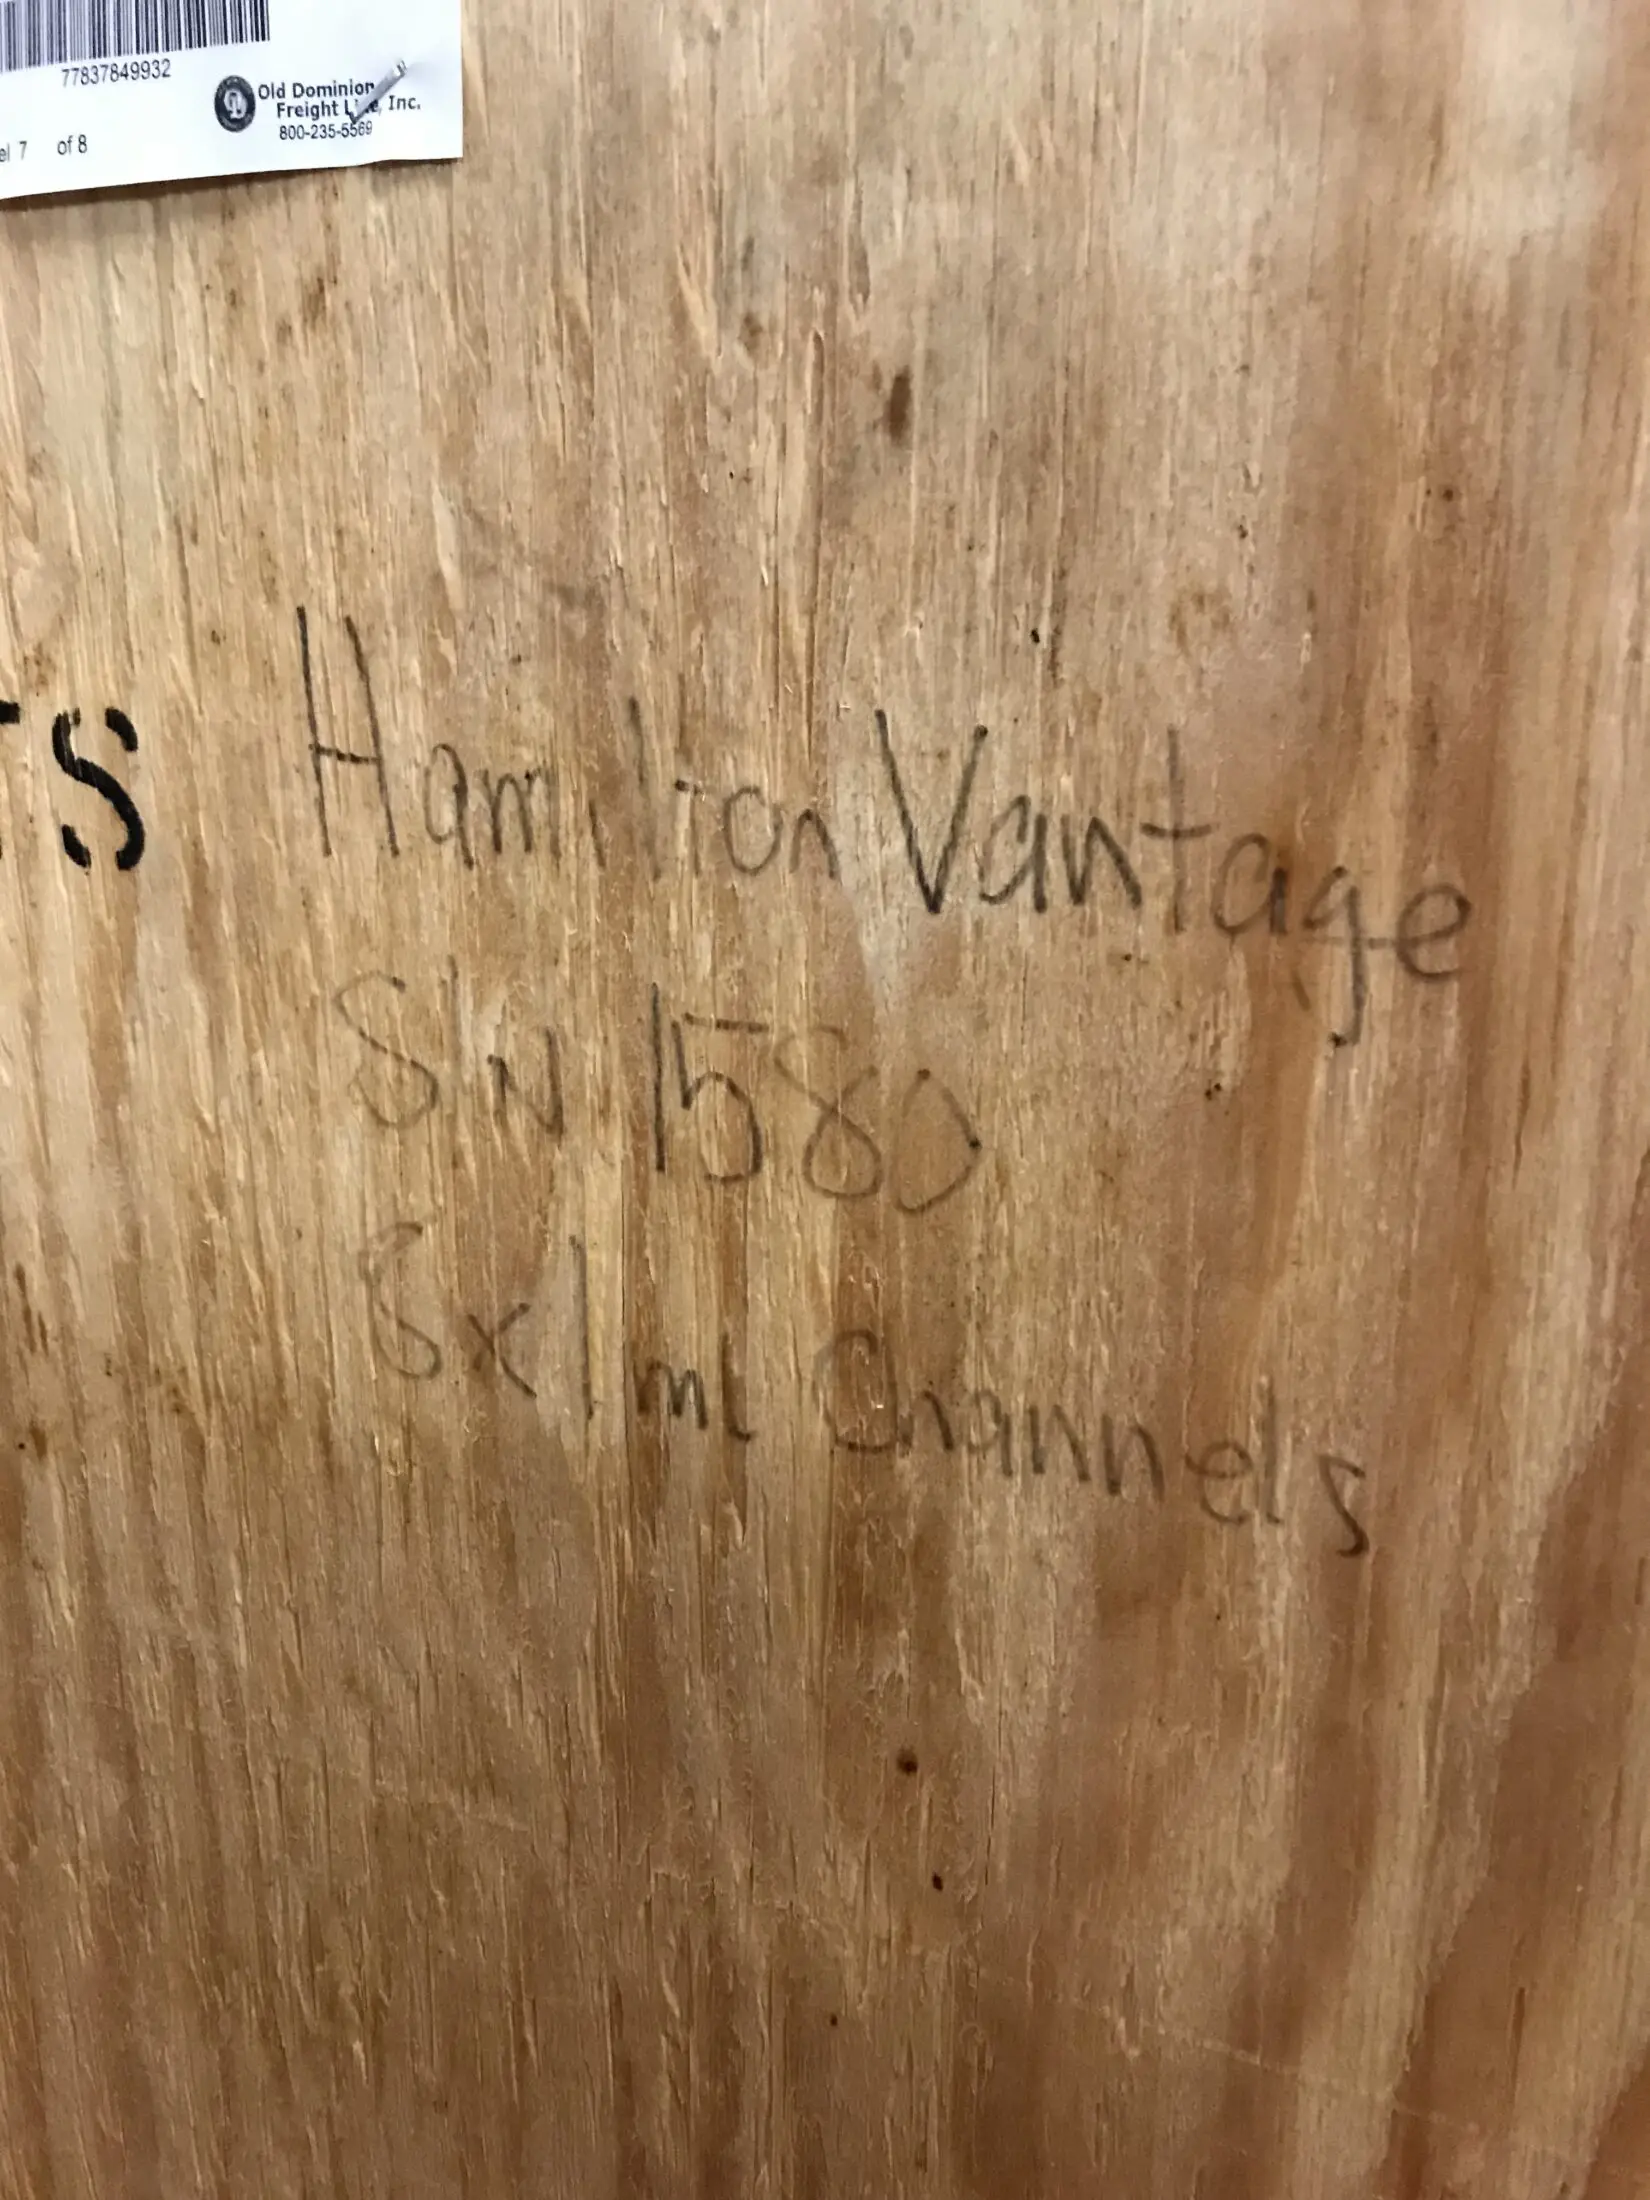 77837849932
Old Dominion
Freight Line, Inc.
800-235-5569
el 7 of 8
TS
Hamilton Vantage
SN 1580
8x1ml Channels